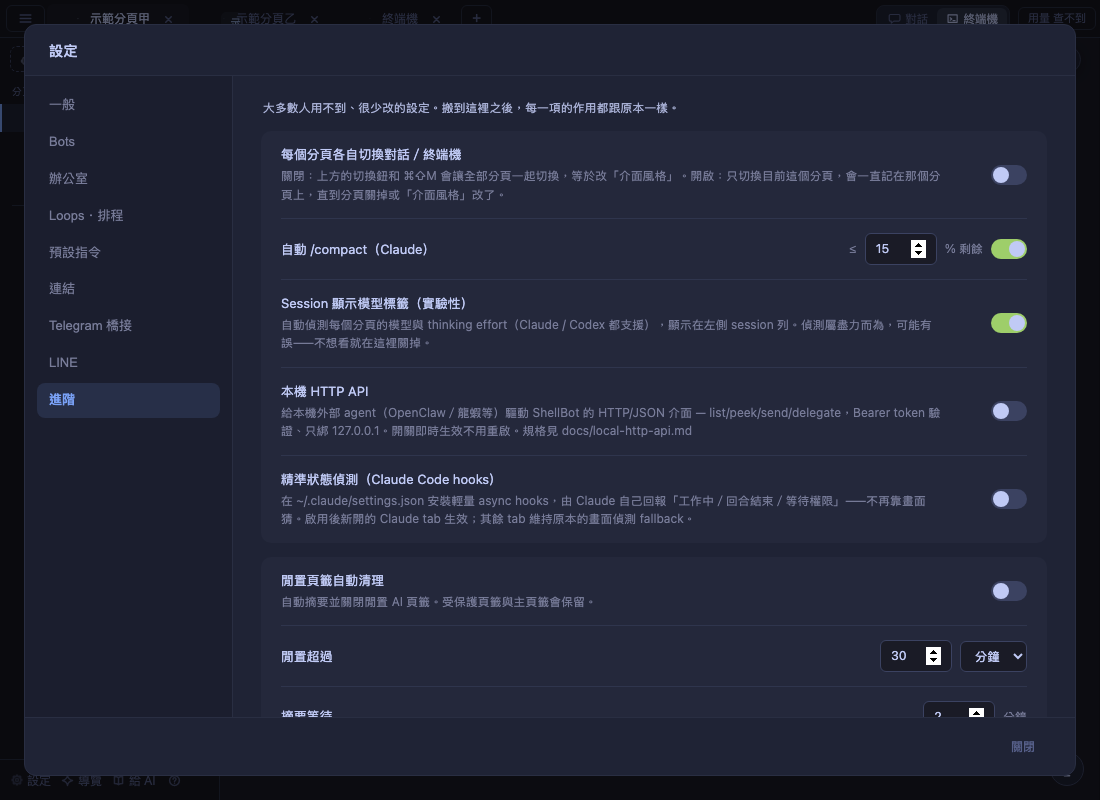 示範分頁甲 ×
示範分頁乙 ×
終端機 ×
+
對話
終端機
用量 查不到
設定
一般
Bots
辦公室
Loops · 排程
預設指令
連結
Telegram 橋接
LINE
進階
大多數人用不到、很少改的設定。搬到這裡之後，每一項的作用都跟原本一樣。
每個分頁各自切換對話 / 終端機
關閉：上方的切換鈕和 ⌘⇧M 會讓全部分頁一起切換，等於改「介面風格」。開啟：只切換目前這個分頁，會一直記在那個分
頁上，直到分頁關掉或「介面風格」改了。
自動 /compact（Claude）
≤ 15 % 剩餘
Session 顯示模型標籤（實驗性）
自動偵測每個分頁的模型與 thinking effort（Claude / Codex 都支援），顯示在左側 session 列。偵測屬盡力而為，可能有
誤——不想看就在這裡關掉。
本機 HTTP API
給本機外部 agent（OpenClaw / 龍蝦等）驅動 ShellBot 的 HTTP/JSON 介面 — list/peek/send/delegate，Bearer token 驗
證、只綁 127.0.0.1。開關即時生效不用重啟。規格見 docs/local-http-api.md
精準狀態偵測（Claude Code hooks）
在 ~/.claude/settings.json 安裝輕量 async hooks，由 Claude 自己回報「工作中 / 回合結束 / 等待權限」——不再靠畫面
猜。啟用後新開的 Claude tab 生效；其餘 tab 維持原本的畫面偵測 fallback。
閒置頁籤自動清理
自動摘要並關閉閒置 AI 頁籤。受保護頁籤與主頁籤會保留。
閒置超過
30 分鐘
摘要等待
2 分鐘
關閉
設定 導覽 給 AI